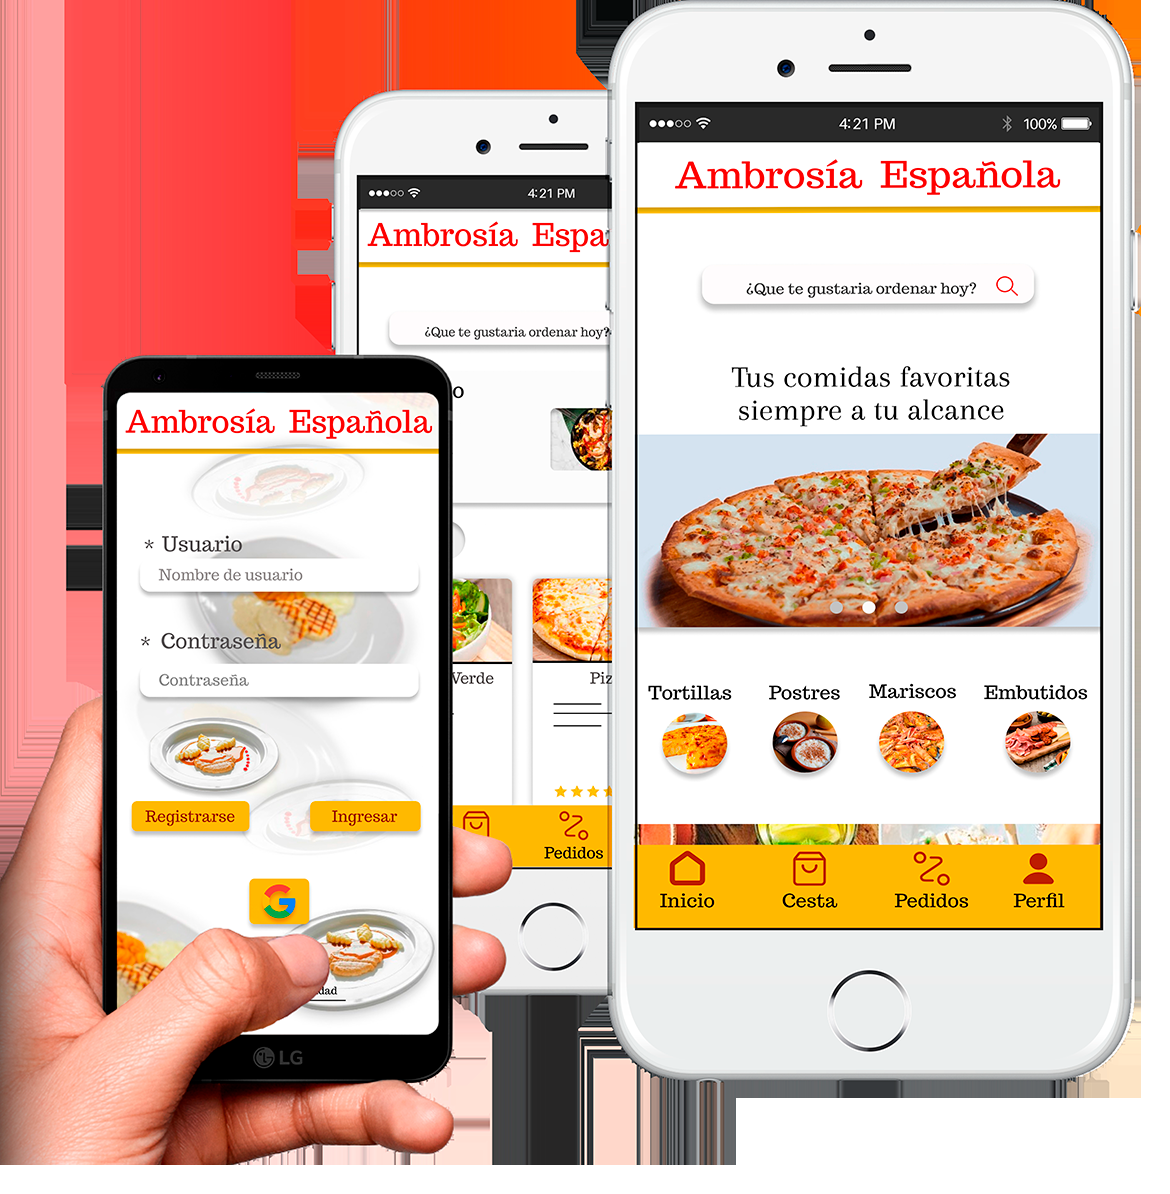 4:21 PM
100%
Ambrosía Española
¿Que te gustaria ordenar hoy?
Tus comidas favoritas
siempre a tu alcance
Tortillas Postres Mariscos Embutidos
Inicio Cesta Pedidos Perfil
4:21 PM
Ambrosía Espa
¿Que te gustaria ordenar hoy?
o
Verde
Piz
Pedidos
Ambrosía Española
* Usuario
Nombre de usuario
* Contraseña
Contraseña
Registrarse Ingresar
G
dad
LG